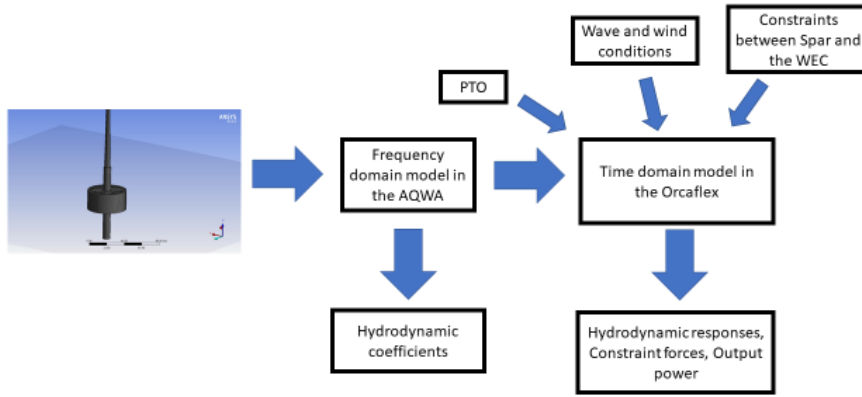 Wave and wind
conditions
Constraints
between Spar and
the WEC
PTO
ANSYS
Frequency
domain model in
the AQWA
Time domain model in
the Orcaflex
Hydrodynamic
coefficients
Hydrodynamic responses,
Constraint forces, Output
power